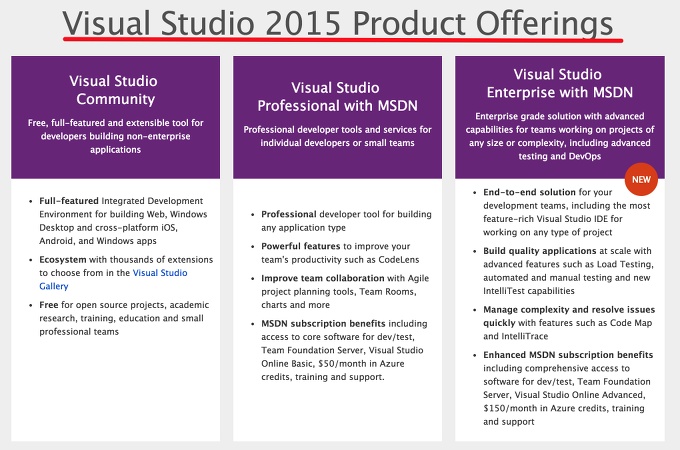 Visual Studio 2015 Product Offerings
Visual Studio
Community
Free, full-featured and extensible tool for
developers building non-enterprise
applications
• Full-featured Integrated Development
Environment for building Web, Windows
Desktop and cross-platform iOS,
Android, and Windows apps
• Ecosystem with thousands of extensions
to choose from in the Visual Studio
Gallery
• Free for open source projects, academic
research, training, education and small
professional teams
Visual Studio
Professional with MSDN
Professional developer tools and services for
individual developers or small teams
• Professional developer tool for building
any application type
• Powerful features to improve your
team's productivity such as CodeLens
• Improve team collaboration with Agile
project planning tools, Team Rooms,
charts and more
• MSDN subscription benefits including
access to core software for dev/test,
Team Foundation Server, Visual Studio
Online Basic, $50/month in Azure
credits, training and support.
Visual Studio
Enterprise with MSDN
Enterprise grade solution with advanced
capabilities for teams working on projects of
any size or complexity, including advanced
testing and DevOps
NEW
• End-to-end solution for your
development teams, including the most
feature-rich Visual Studio IDE for
working on any type of project
• Build quality applications at scale with
advanced features such as Load Testing,
automated and manual testing and new
IntelliTest capabilities
• Manage complexity and resolve issues
quickly with features such as Code Map
and IntelliTrace
• Enhanced MSDN subscription benefits
including comprehensive access to
software for dev/test, Team Foundation
Server, Visual Studio Online Advanced,
$150/month in Azure credits, training
and support